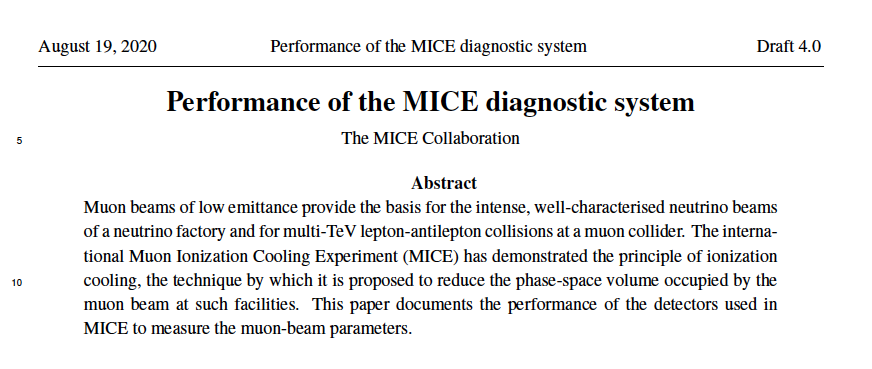 August 19, 2020 Performance of the MICE diagnostic system Draft 4.0
Performance of the MICE diagnostic system
5 The MICE Collaboration
Abstract
Muon beams of low emittance provide the basis for the intense, well-characterised neutrino beams
of a neutrino factory and for multi-TeV lepton-antilepton collisions at a muon collider. The interna-
tional Muon Ionization Cooling Experiment (MICE) has demonstrated the principle of ionization
10 cooling, the technique by which it is proposed to reduce the phase-space volume occupied by the
muon beam at such facilities. This paper documents the performance of the detectors used in
MICE to measure the muon-beam parameters.